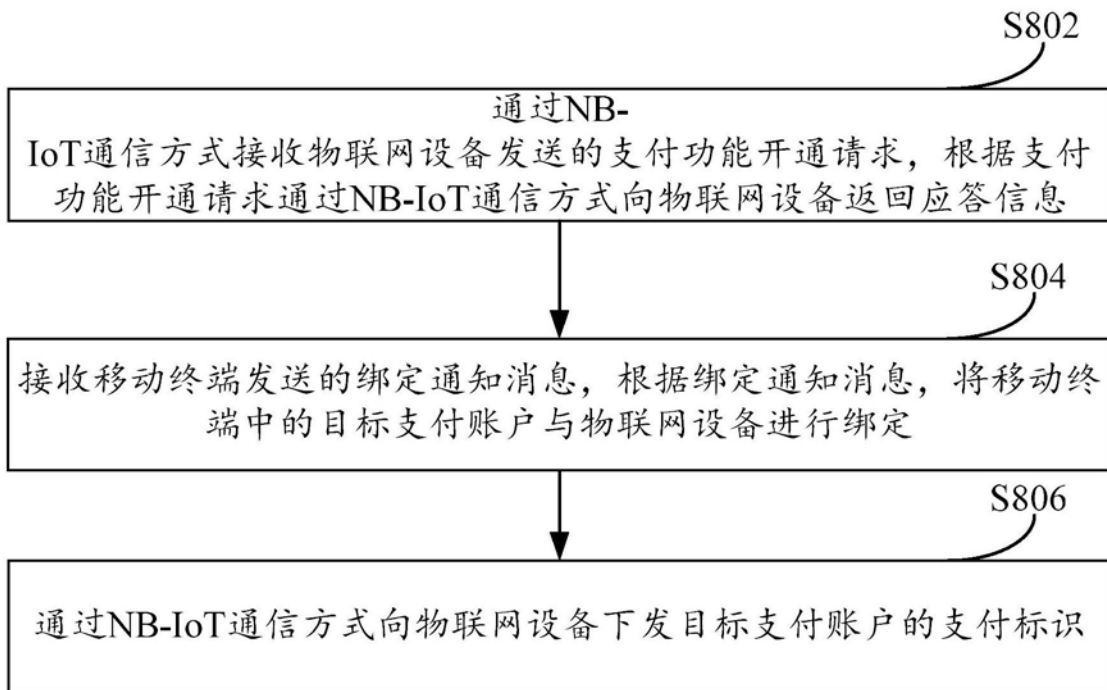 S802
通过NB-
IoT通信方式接收物联网设备发送的支付功能开通请求，根据支付
功能开通请求通过NB-IoT通信方式向物联网设备返回应答信息
S804
接收移动终端发送的绑定通知消息，根据绑定通知消息，将移动终
端中的目标支付账户与物联网设备进行绑定
S806
通过NB-IoT通信方式向物联网设备下发目标支付账户的支付标识